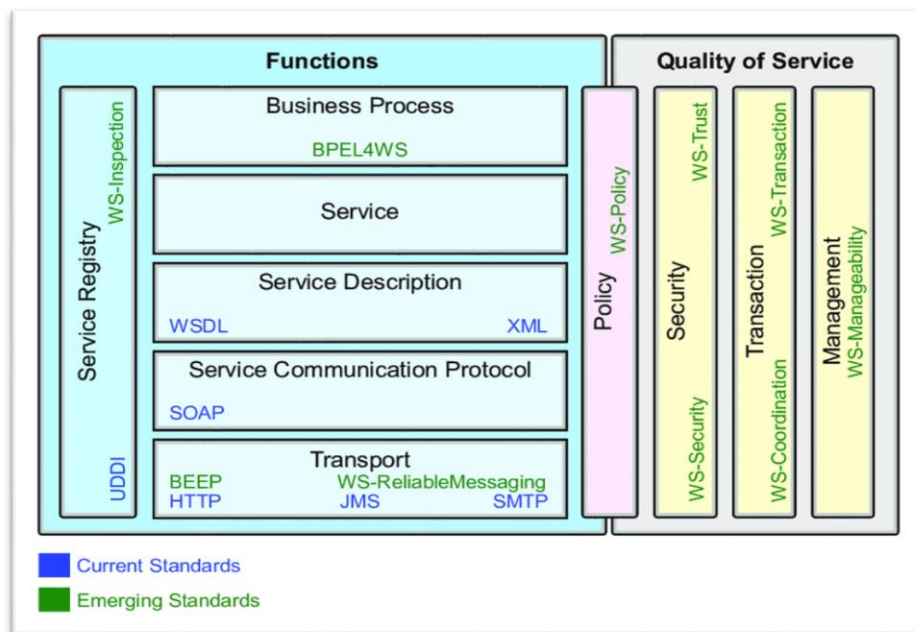 Functions
Quality of Service
Service Registry
WS-Inspection
UDDI
Business Process
BPEL4WS
Service
Service Description
WSDL XML
Service Communication Protocol
SOAP
Transport
BEEP WS-ReliableMessaging
HTTP JMS SMTP
Policy
WS-Policy
Security
WS-Trust
WS-Security
Transaction
WS-Transaction
WS-Coordination
Management
WS-Manageability
Current Standards
Emerging Standards